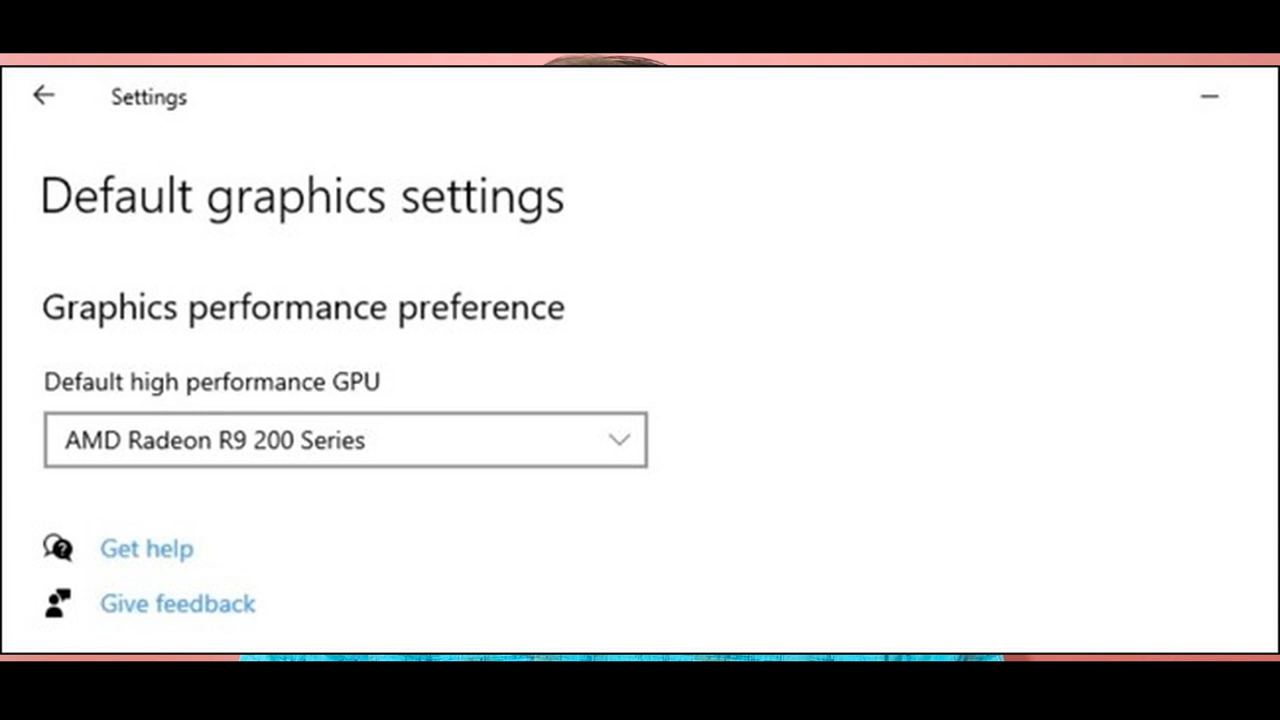 Settings
Default graphics settings
Graphics performance preference
Default high performance GPU
AMD Radeon R9 200 Series
Get help
Give feedback